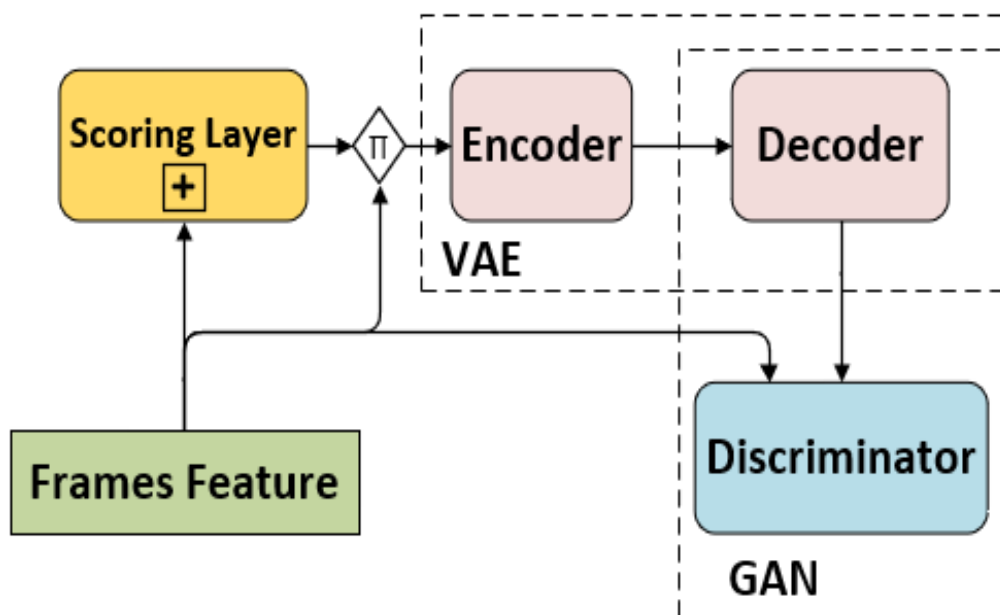 Scoring Layer
+
π
Encoder
Decoder
VAE
Frames Feature
Discriminator
GAN